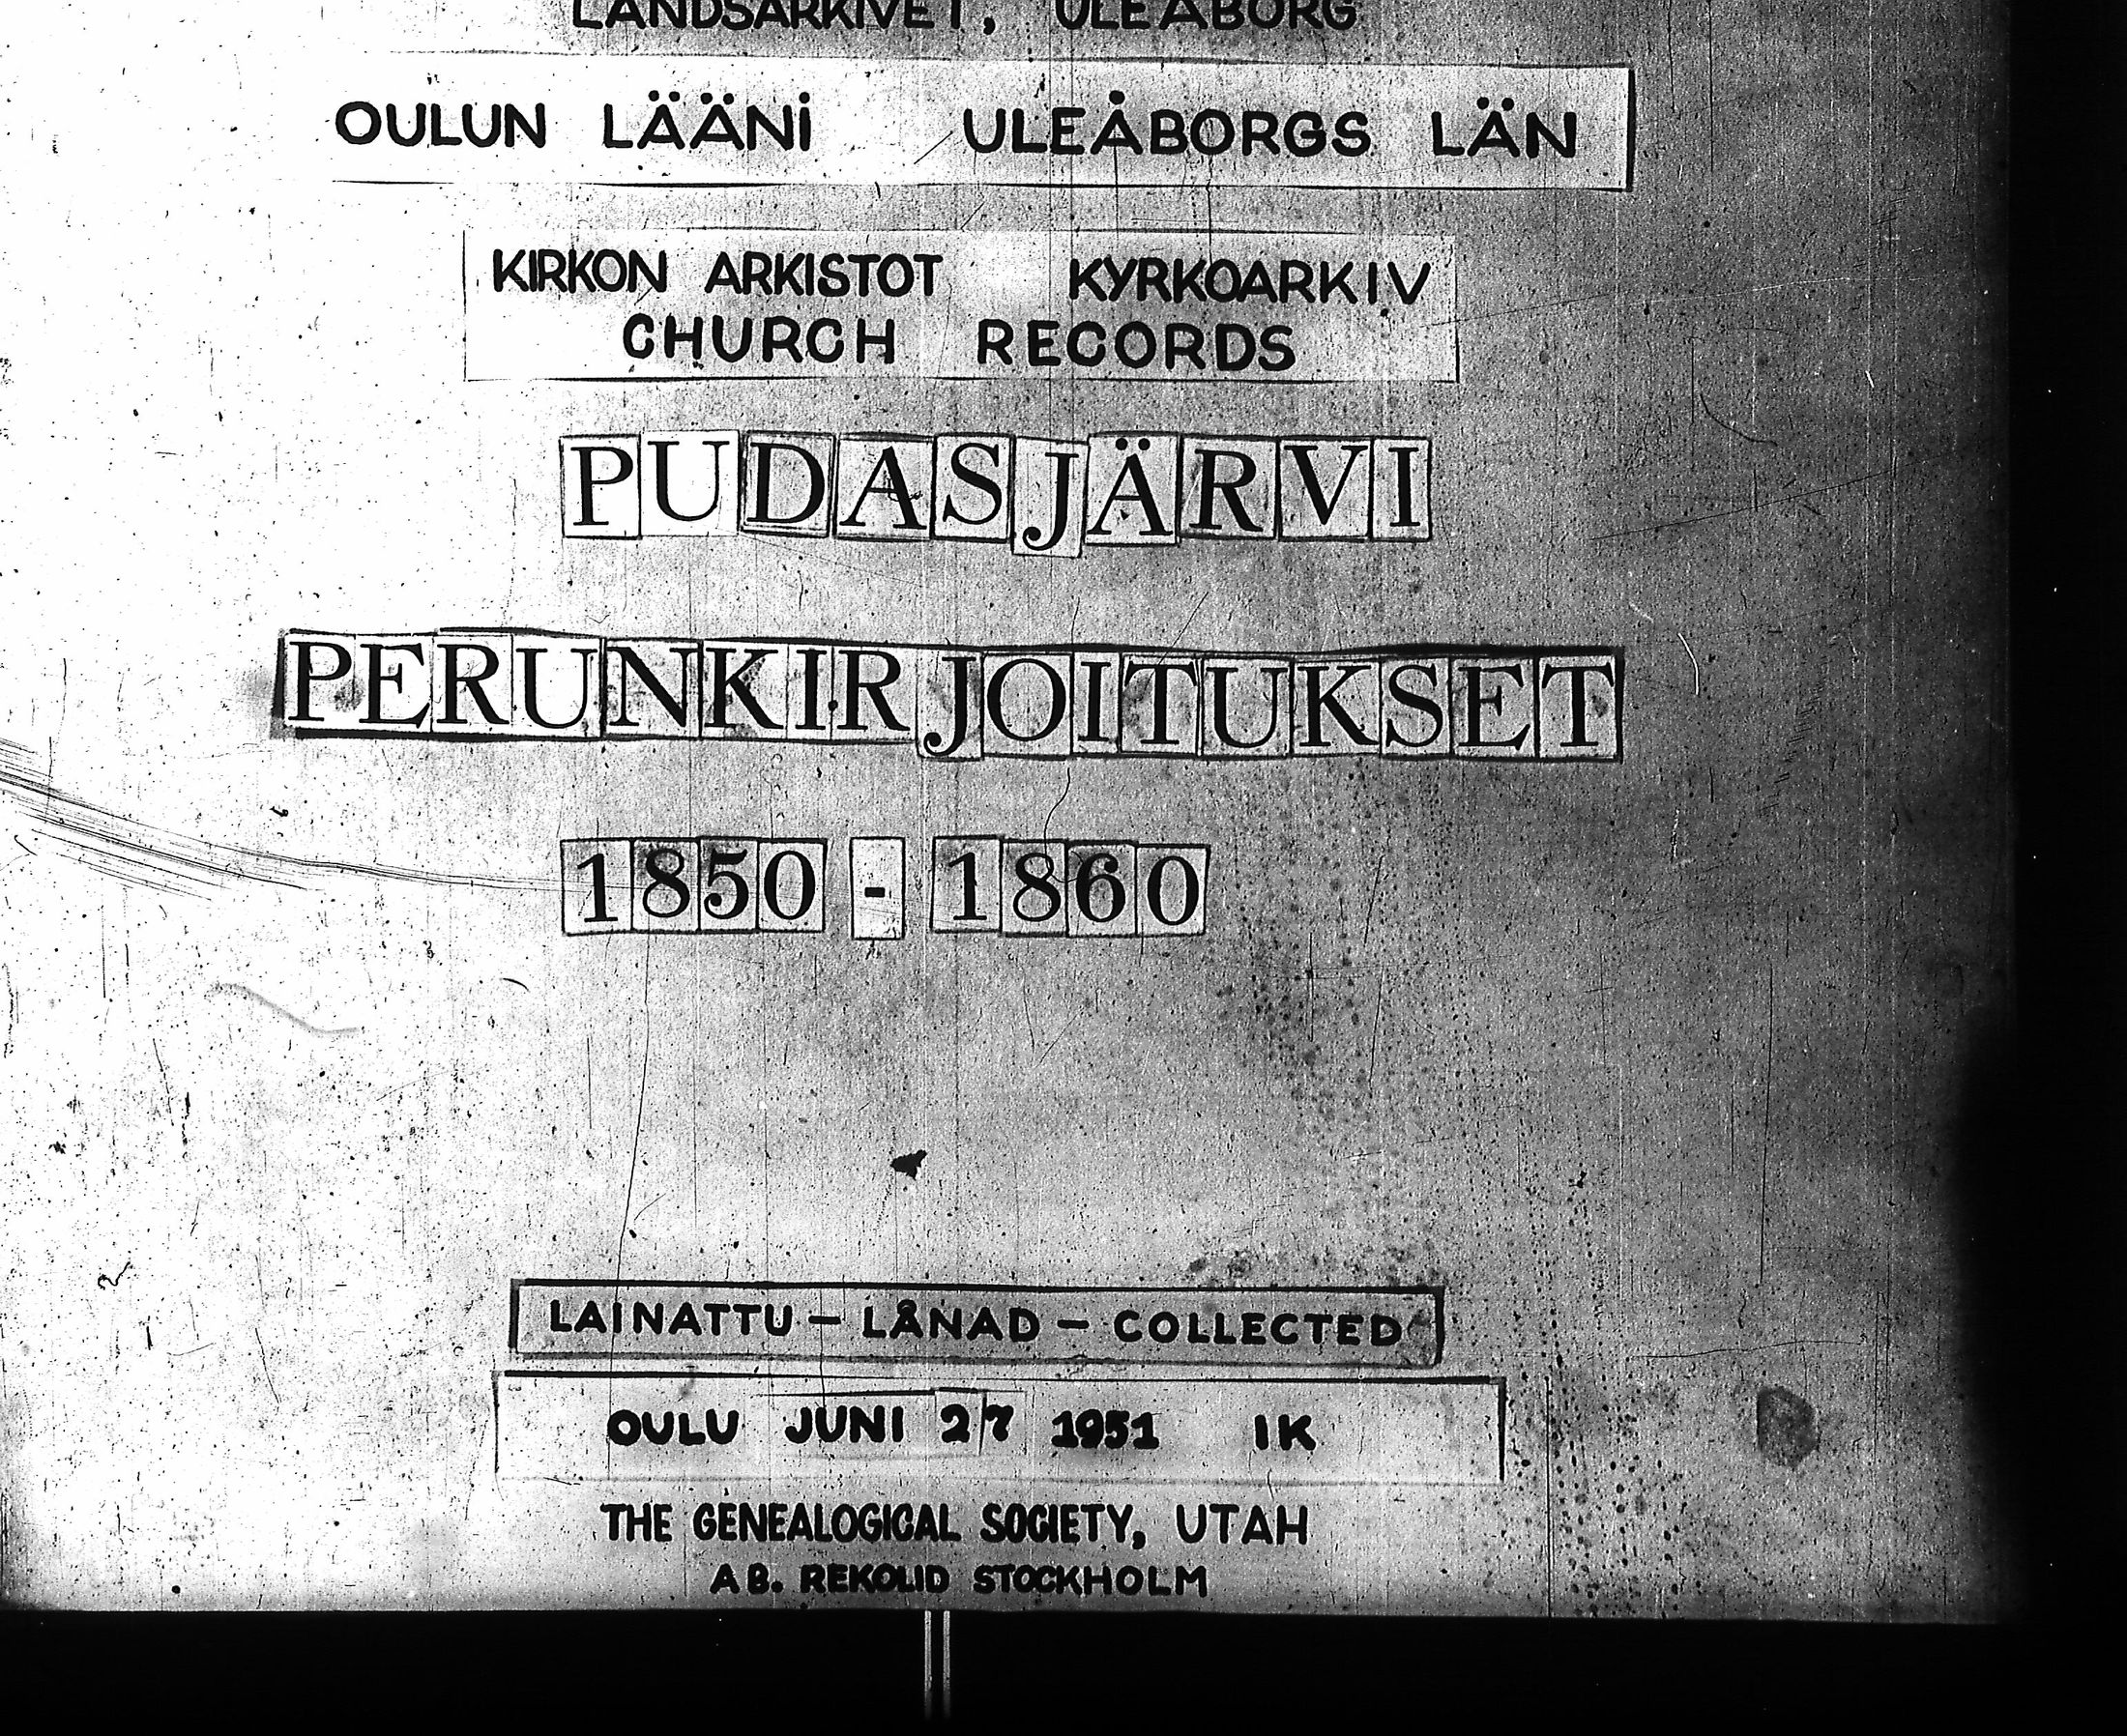 LANDSARKIVET, ULEÅBORG
OULUN LÄÄNI ULEÅBORGS LÄN
KIRKON ARKISTOT KYRKOARKIV
CHURCH RECORDS
PUDASJÄRVI
PERUNKIRJOITUKSET
1850 - 1860
LAINATTU - LÅNAD - COLLECTED
OULU JUNI 27 1951 IK
THE GENEALOGICAL SOCIETY, UTAH
A B. REKOLID STOCKHOLM